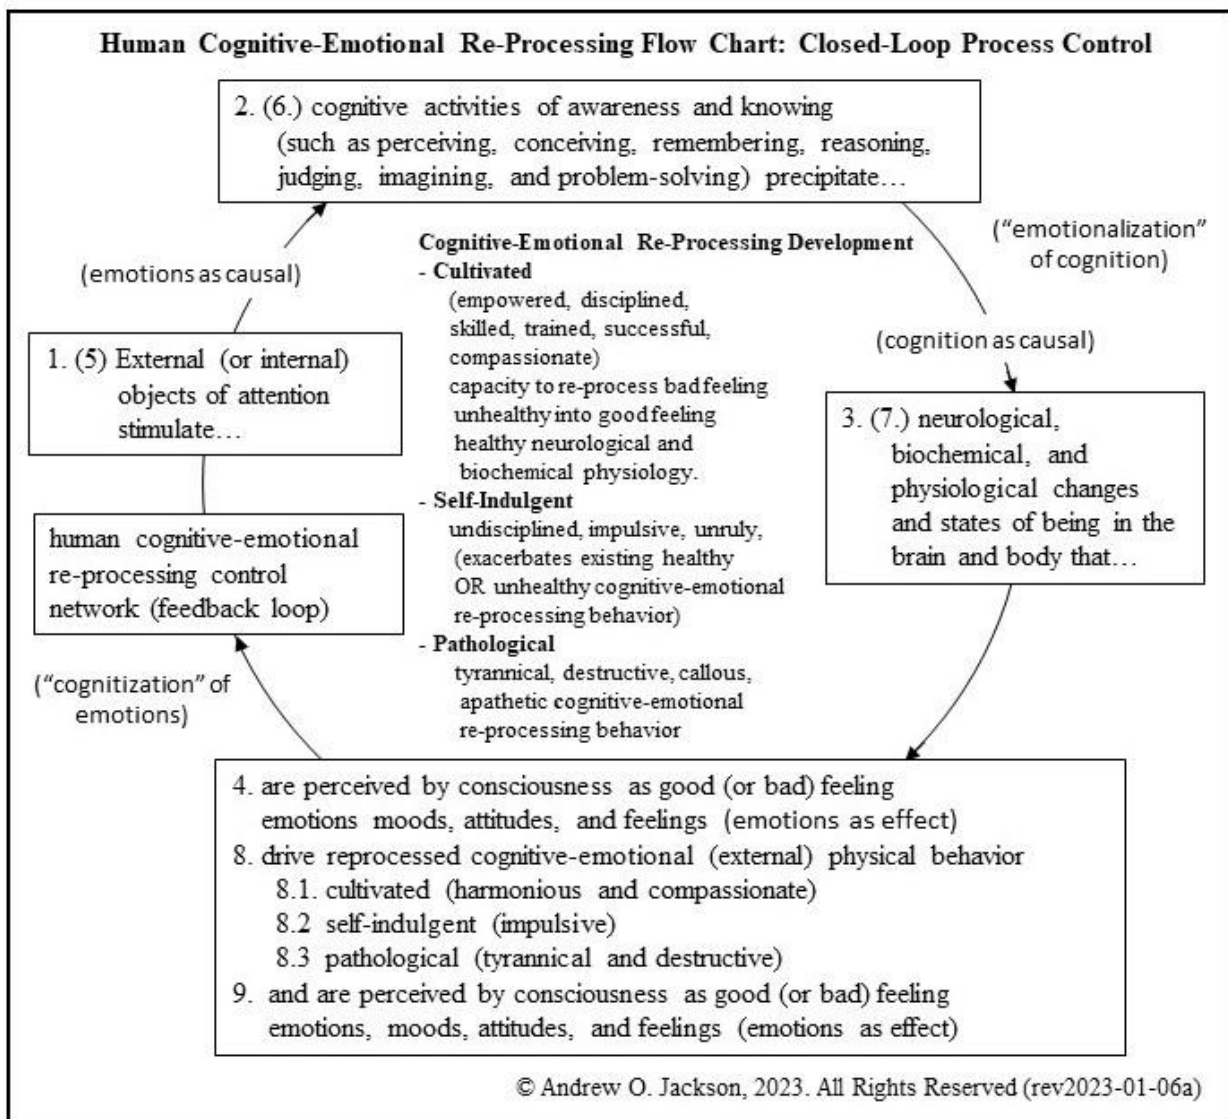 Human Cognitive-Emotional Re-Processing Flow Chart: Closed-Loop Process Control
2. (6.) cognitive activities of awareness and knowing
(such as perceiving, conceiving, remembering, reasoning,
judging, imagining, and problem-solving) precipitate…
(“emotionalization”
of cognition)
(cognition as causal)
(emotions as causal)
1. (5) External (or internal)
objects of attention
stimulate…
Cognitive-Emotional Re-Processing Development
- Cultivated
(empowered, disciplined,
skilled, trained, successful,
compassionate)
capacity to re-process bad feeling
unhealthy into good feeling
healthy neurological and
biochemical physiology.
- Self-Indulgent
undisciplined, impulsive, unruly,
(exacerbates existing healthy
OR unhealthy cognitive-emotional
re-processing behavior)
- Pathological
tyrannical, destructive, callous,
apathetic cognitive-emotional
re-processing behavior
3. (7.) neurological,
biochemical, and
physiological changes
and states of being in the
brain and body that…
human cognitive-emotional
re-processing control
network (feedback loop)
(“cognitization” of
emotions)
4. are perceived by consciousness as good (or bad) feeling
emotions moods, attitudes, and feelings (emotions as effect)
8. drive reprocessed cognitive-emotional (external) physical behavior
8.1. cultivated (harmonious and compassionate)
8.2 self-indulgent (impulsive)
8.3 pathological (tyrannical and destructive)
9. and are perceived by consciousness as good (or bad) feeling
emotions, moods, attitudes, and feelings (emotions as effect)
© Andrew O. Jackson, 2023. All Rights Reserved (rev2023-01-06a)